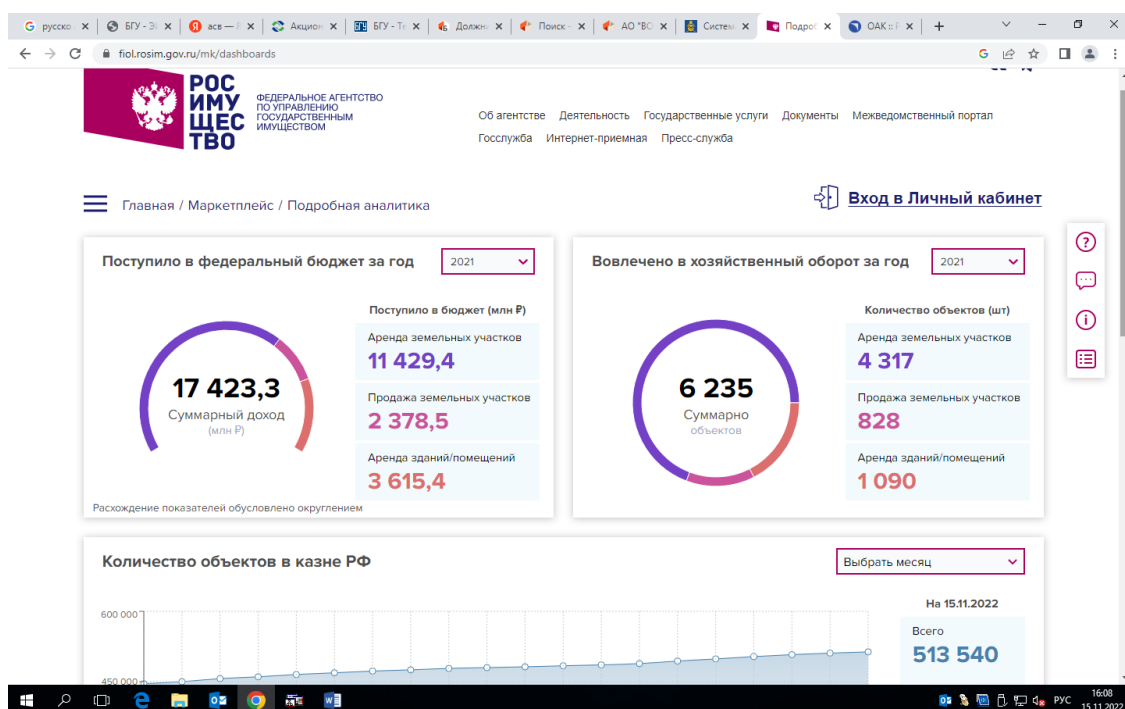 русско
БГУ - Эк
асв — Я
Акцион
БГУ - Те
Должн
Поиск -
АО "ВО
Систем
Подроб
ОАК :: Р
fiol.rosim.gov.ru/mk/dashboards
РОС
ИМУ
ЩЕС
ТВО
ФЕДЕРАЛЬНОЕ АГЕНТСТВО
ПО УПРАВЛЕНИЮ
ГОСУДАРСТВЕННЫМ
ИМУЩЕСТВОМ
Об агентстве Деятельность Государственные услуги Документы Межведомственный портал
Госслужба Интернет-приемная Пресс-служба
Главная / Маркетплейс / Подробная аналитика
Вход в Личный кабинет
Поступило в федеральный бюджет за год
2021
Поступило в бюджет (млн ₽)
Аренда земельных участков
11 429,4
Продажа земельных участков
2 378,5
Аренда зданий/помещений
3 615,4
17 423,3
Суммарный доход
(млн ₽)
Расхождение показателей обусловлено округлением
Вовлечено в хозяйственный оборот за год
2021
Количество объектов (шт)
Аренда земельных участков
4 317
Продажа земельных участков
828
Аренда зданий/помещений
1 090
6 235
Суммарно
объектов
Количество объектов в казне РФ
Выбрать месяц
600 000
450 000
На 15.11.2022
Всего
513 540
РУС
16:08
15.11.2022